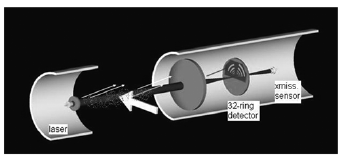 laser
32-ring
detector
xmiss.
sensor